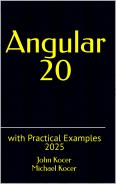 Angular
20
with Practical Examples
2025
John Kocer
Michael Kocer